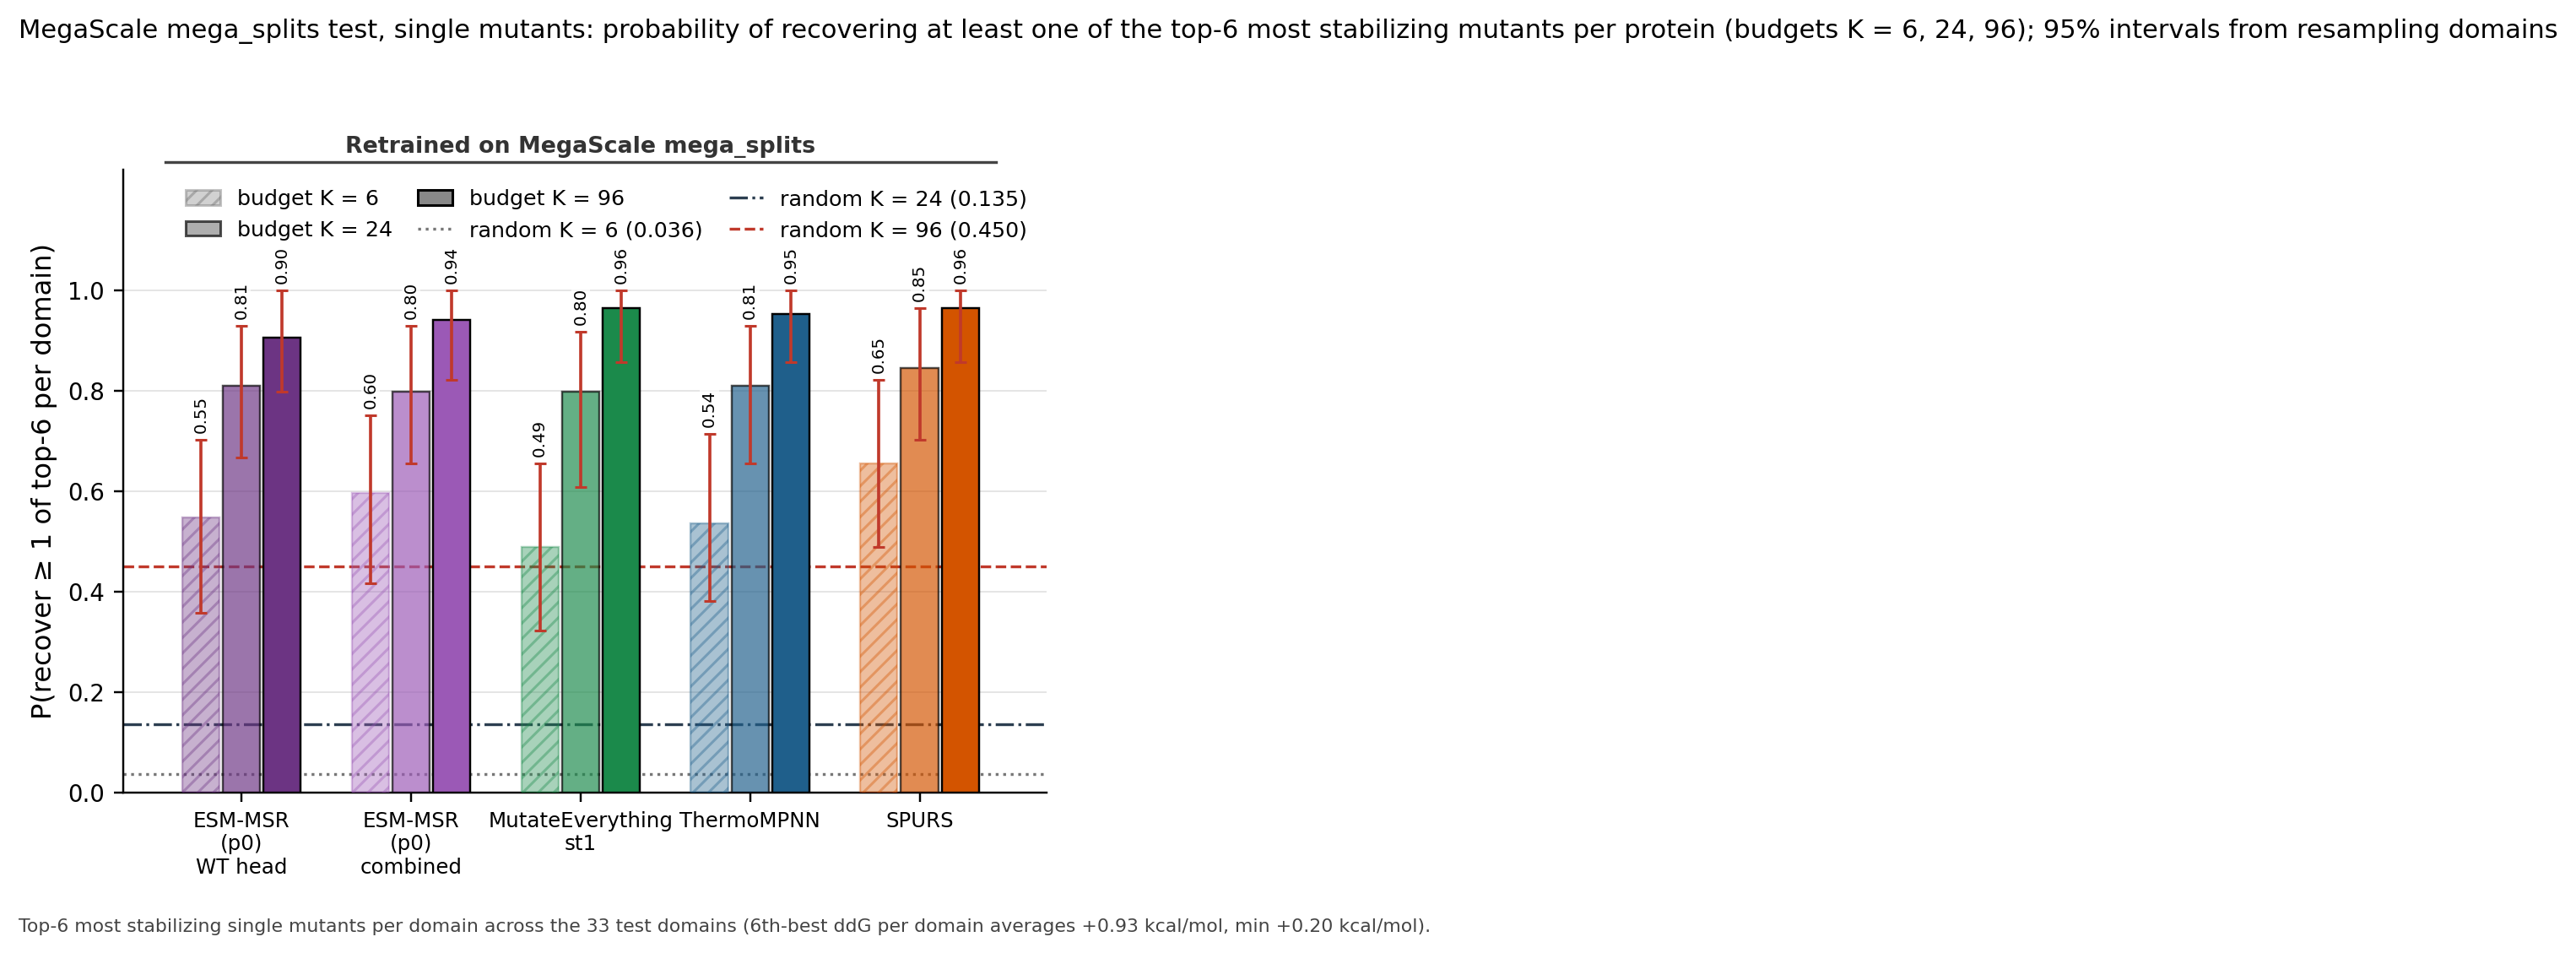 MegaScale mega_splits test, single mutants: probability of recovering at least one of the top-6 most stabilizing mutants per protein (budgets K = 6, 24, 96); 95% intervals from resampling domains
Retrained on MegaScale mega_splits
budget K = 6
budget K = 24
budget K = 96
random K = 6 (0.036)
random K = 24 (0.135)
random K = 96 (0.450)
P(recover ≥ 1 of top-6 per domain)
1.0
0.8
0.6
0.4
0.2
0.0
0.55
0.81
0.90
0.60
0.80
0.94
0.49
0.80
0.96
0.54
0.81
0.95
0.65
0.85
0.96
ESM-MSR
(p0)
WT head
ESM-MSR
(p0)
combined
MutateEverything
st1
ThermoMPNN
SPURS
Top-6 most stabilizing single mutants per domain across the 33 test domains (6th-best ddG per domain averages +0.93 kcal/mol, min +0.20 kcal/mol).